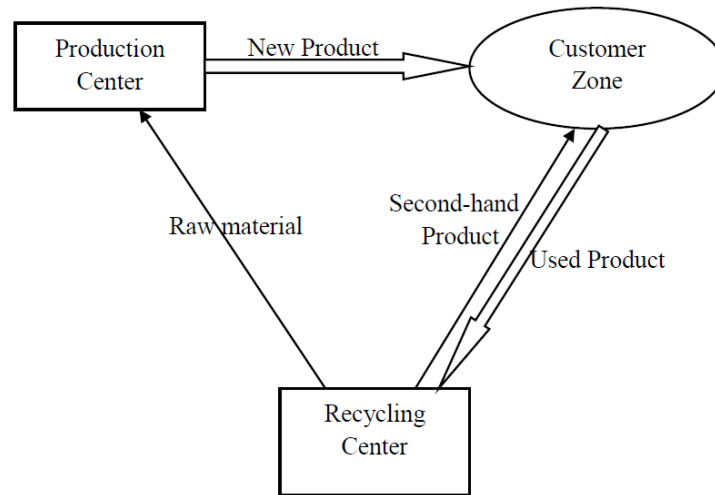 Production
Center
New Product
Customer
Zone
Raw material
Second-hand
Product
Used Product
Recycling
Center